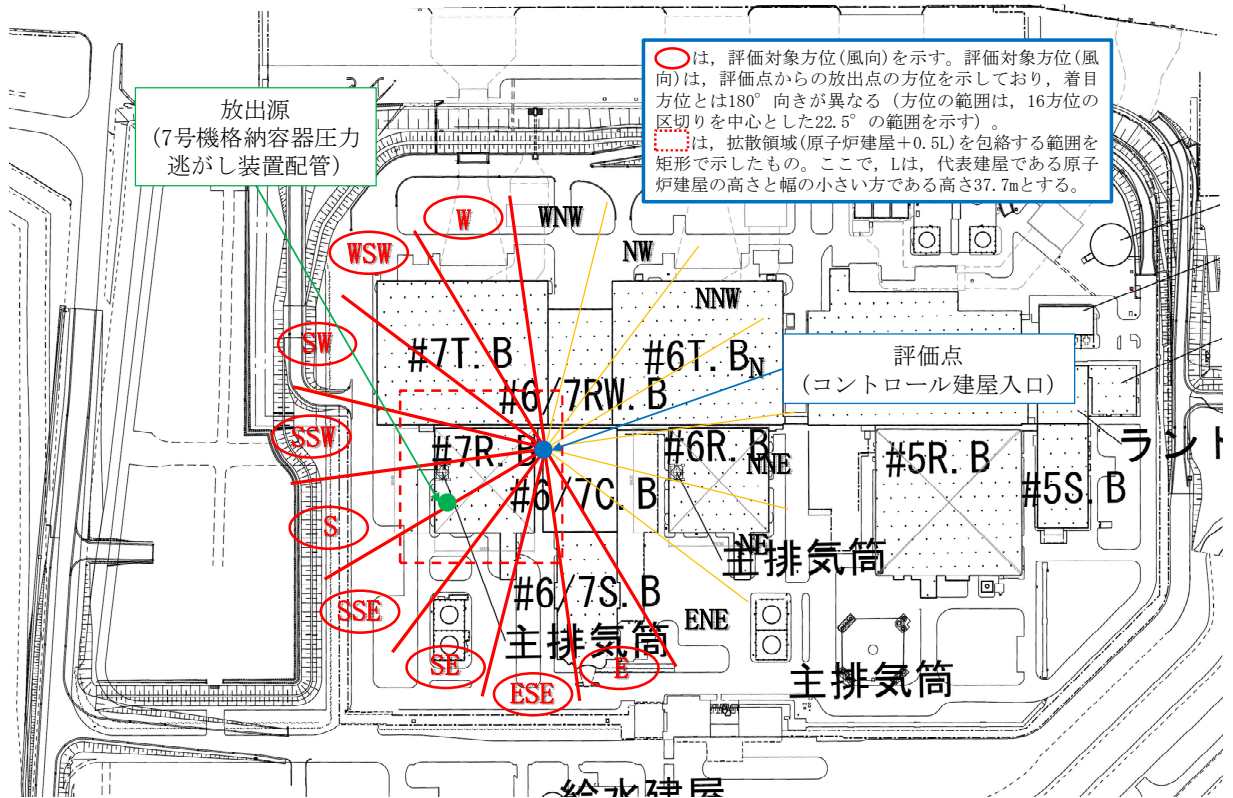 放出源
(7号機格納容器圧力
逃がし装置配管)
は，評価対象方位(風向)を示す。評価対象方位(風
向)は，評価点からの放出点の方位を示しており，着目
方位とは180°向きが異なる（方位の範囲は，16方位の
区切りを中心とした22.5°の範囲を示す）。
は，拡散領域(原子炉建屋＋0.5L)を包絡する範囲を
矩形で示したもの。ここで，Lは，代表建屋である原子
炉建屋の高さと幅の小さい方である高さ37.7mとする。
W
WNW
WSW
NW
NNW
SW
#7T.B
#6T.B
N
評価点
(コントロール建屋入口)
#6/7RW.B
SSW
#7R.B
#6R.B
NNE
#5R.B
ラント
#6/7C.B
#5S.B
S
NE
主排気筒
#6/7S.B
SSE
ENE
主排気筒
SE
E
ESE
主排気筒
給水建屋